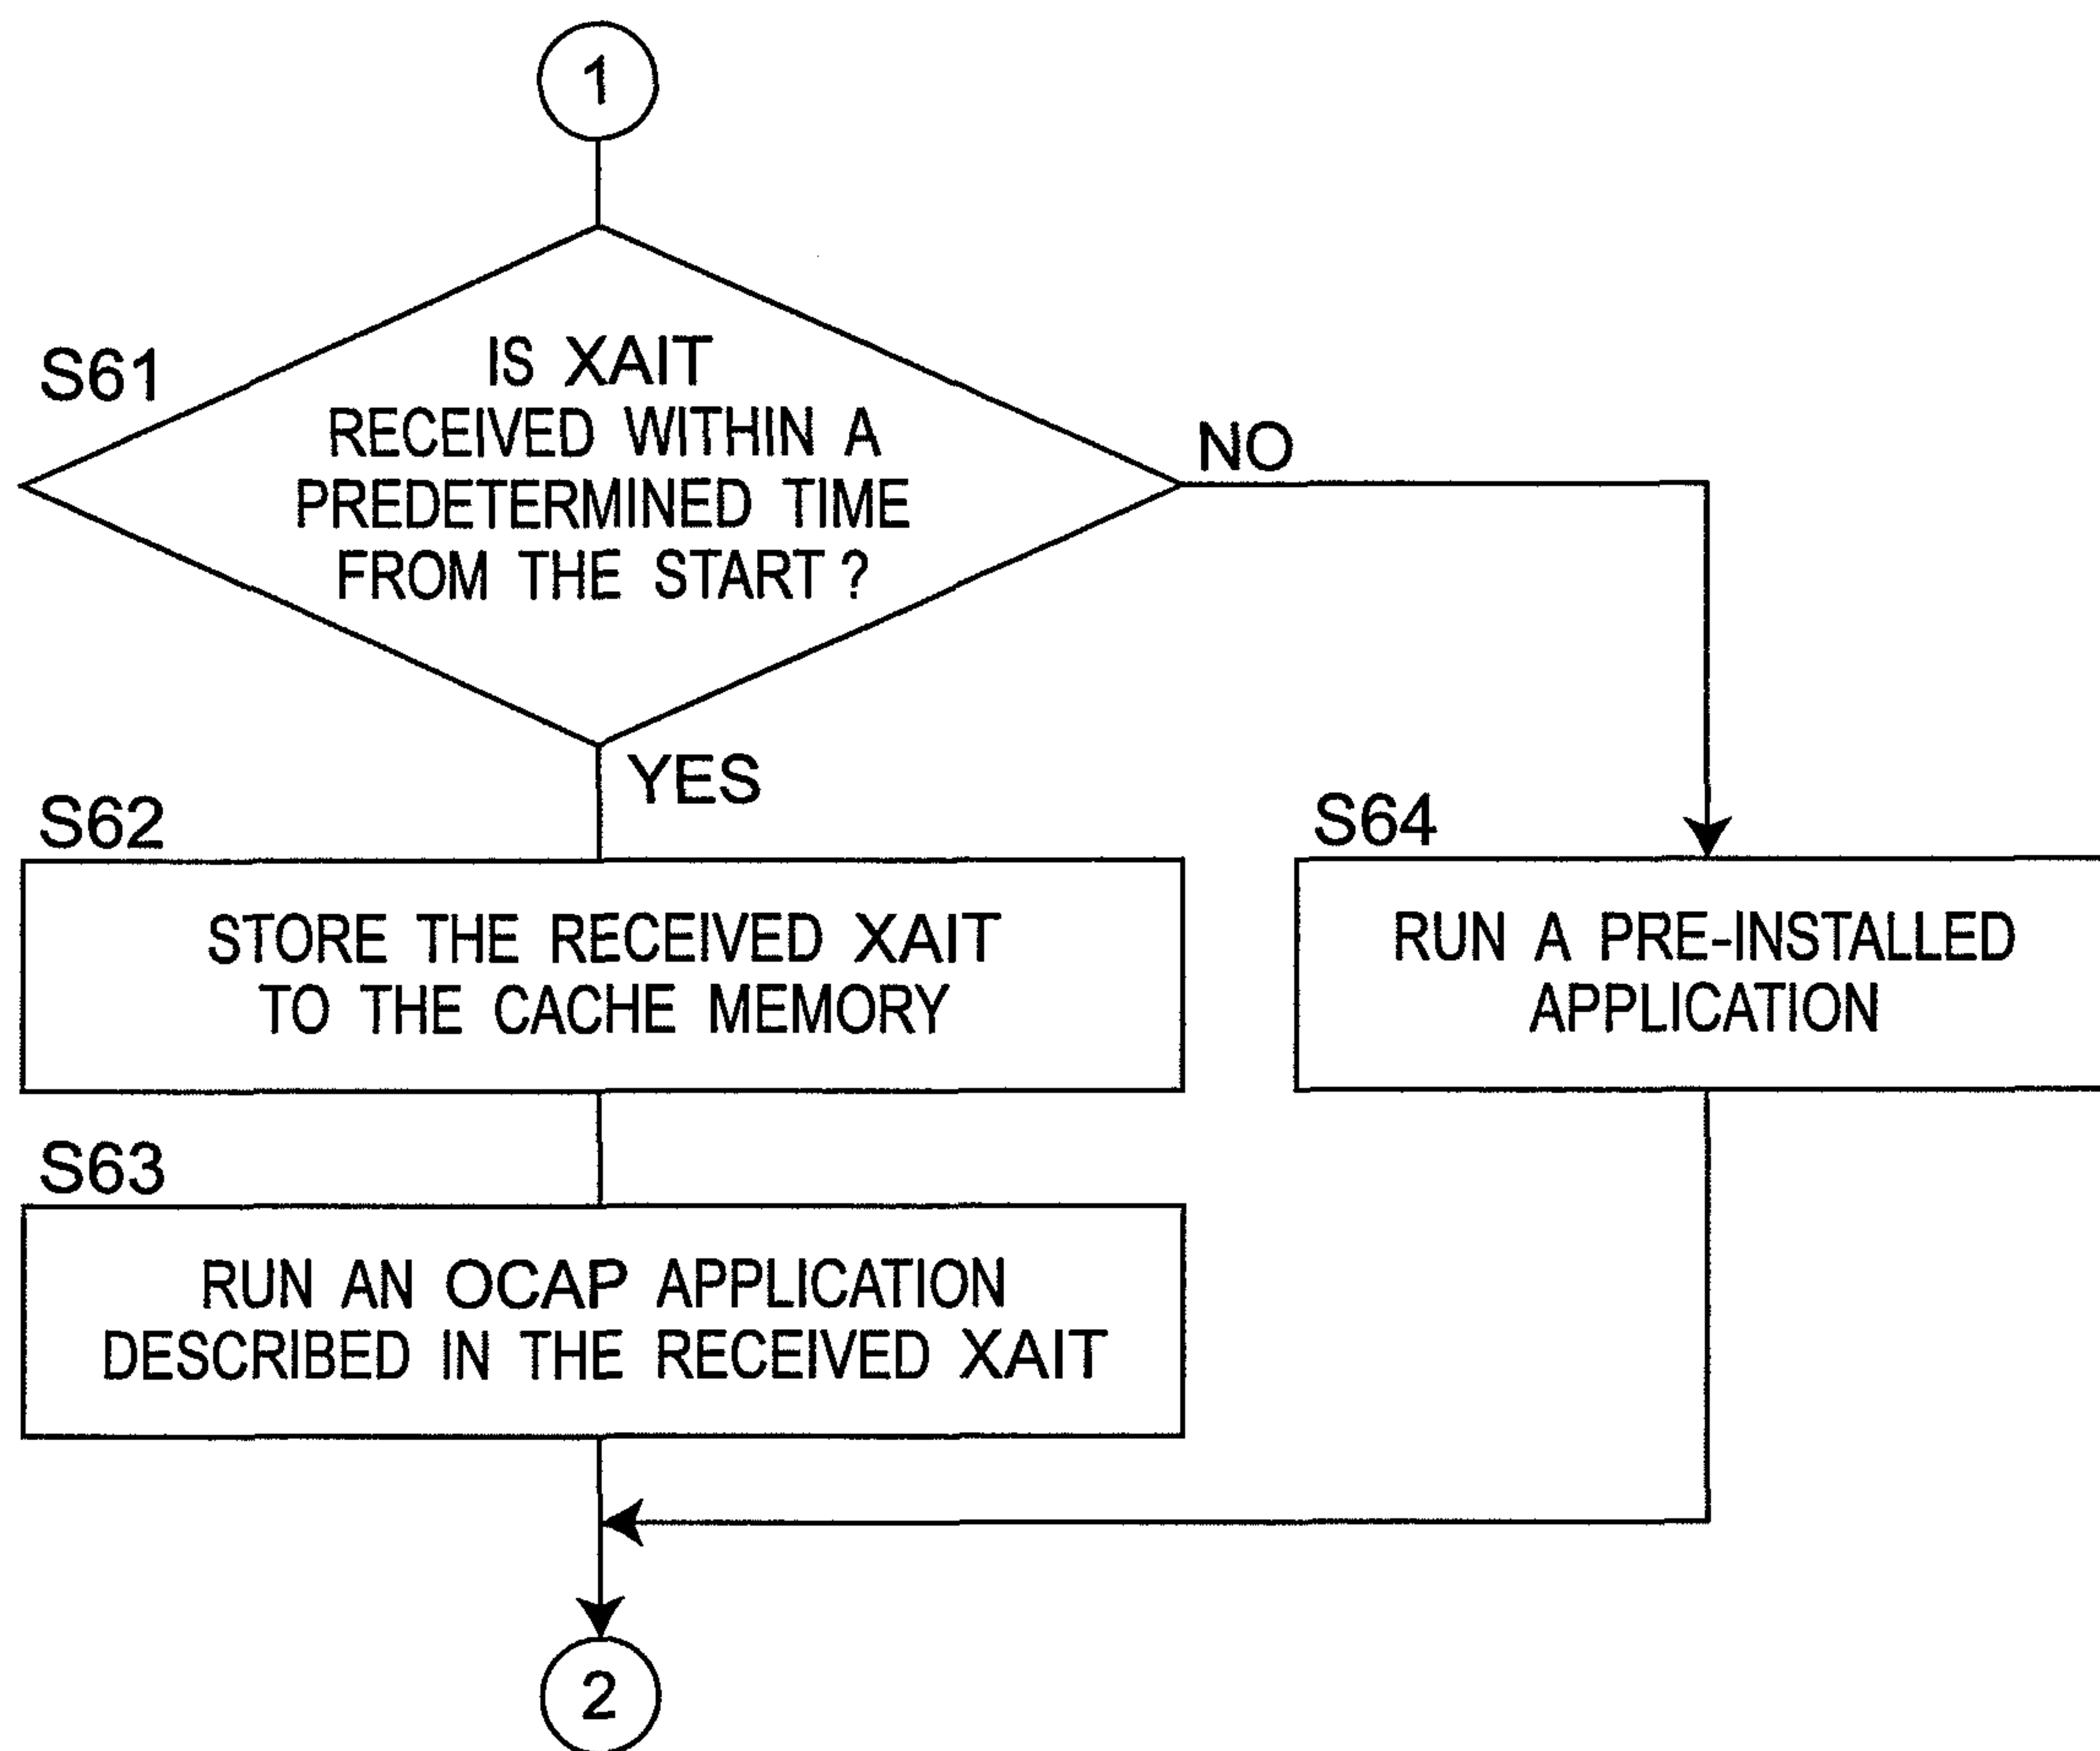 1
S61
IS XAIT
RECEIVED WITHIN A
PREDETERMINED TIME
FROM THE START ?
NO
YES
S62
STORE THE RECEIVED XAIT
TO THE CACHE MEMORY
S64
RUN A PRE-INSTALLED
APPLICATION
S63
RUN AN OCAP APPLICATION
DESCRIBED IN THE RECEIVED XAIT
2